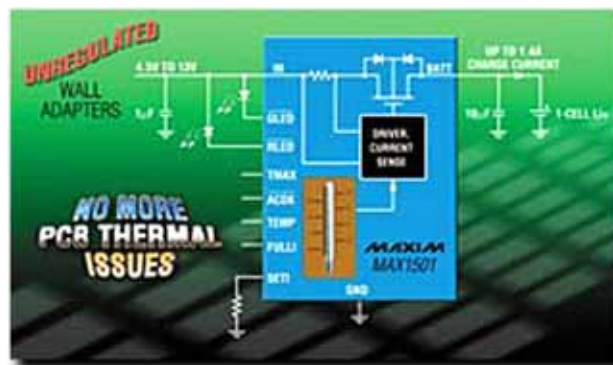 UNREGULATED
WALL
ADAPTERS
4.5V TO 13V
IN
BATT
UP TO 1.4A
CHARGE CURRENT
1µF
10µF
1-CELL Li+
GLED
RLED
TMAX
ACOK
TEMP
FULLI
SETI
GND
DRIVER,
CURRENT
SENSE
NO MORE
PCB THERMAL
ISSUES
MAXIM
MAX1501